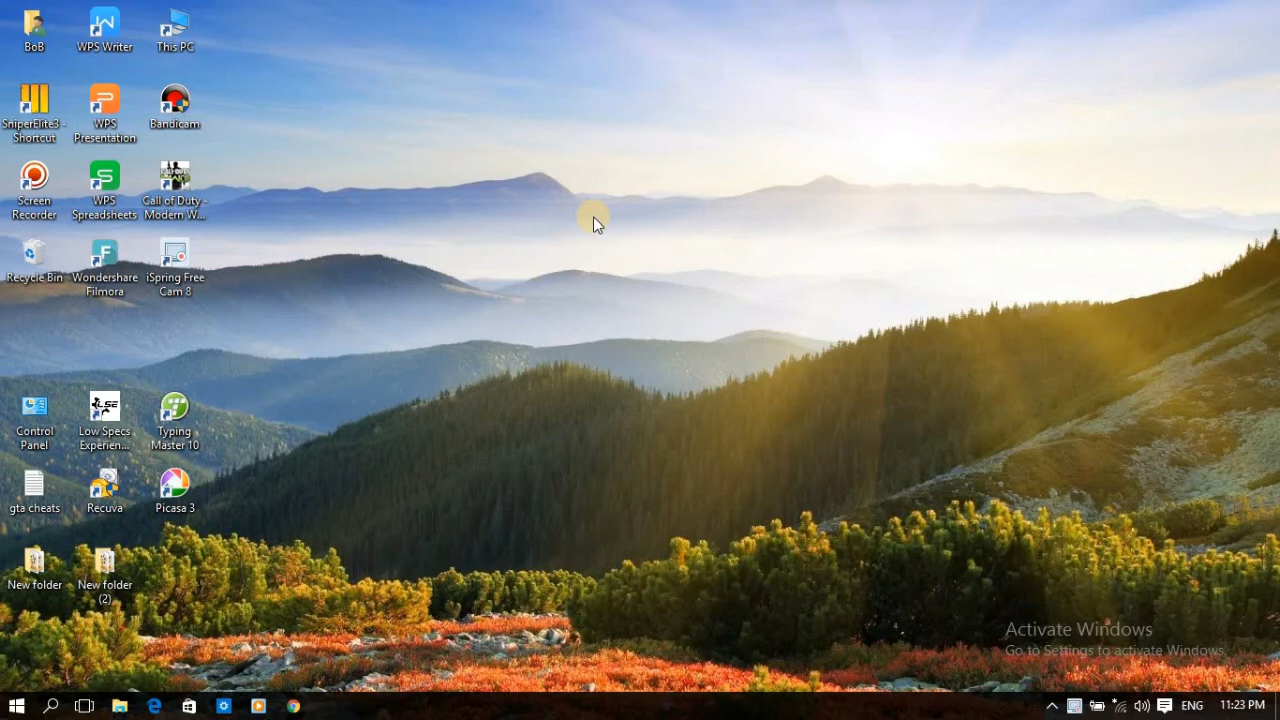 BoB
WPS Writer
This PC
SniperElite3 -
Shortcut
WPS
Presentation
Bandicam
Screen
Recorder
WPS
Spreadsheets
Call of Duty -
Modern W...
Recycle Bin
Wondershare
Filmora
iSpring Free
Cam 8
Control
Panel
LSE
Low Specs
Experien...
Typing
Master 10
gta cheats
Recuva
Picasa 3
New folder
New folder
(2)
Activate Windows
Go to Settings to activate Windows.
ENG
11:23 PM